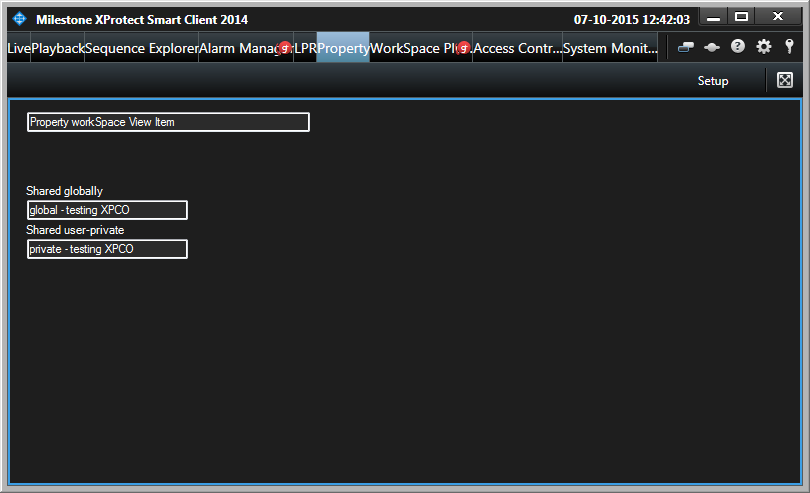 Milestone XProtect Smart Client 2014
07-10-2015 12:42:03
Live Playback Sequence Explorer Alarm Manager LPR Property WorkSpace Pl Access Contr... System Monit...
Setup
Property workSpace View Item
Shared globally
global - testing XPCO
Shared user-private
private - testing XPCO